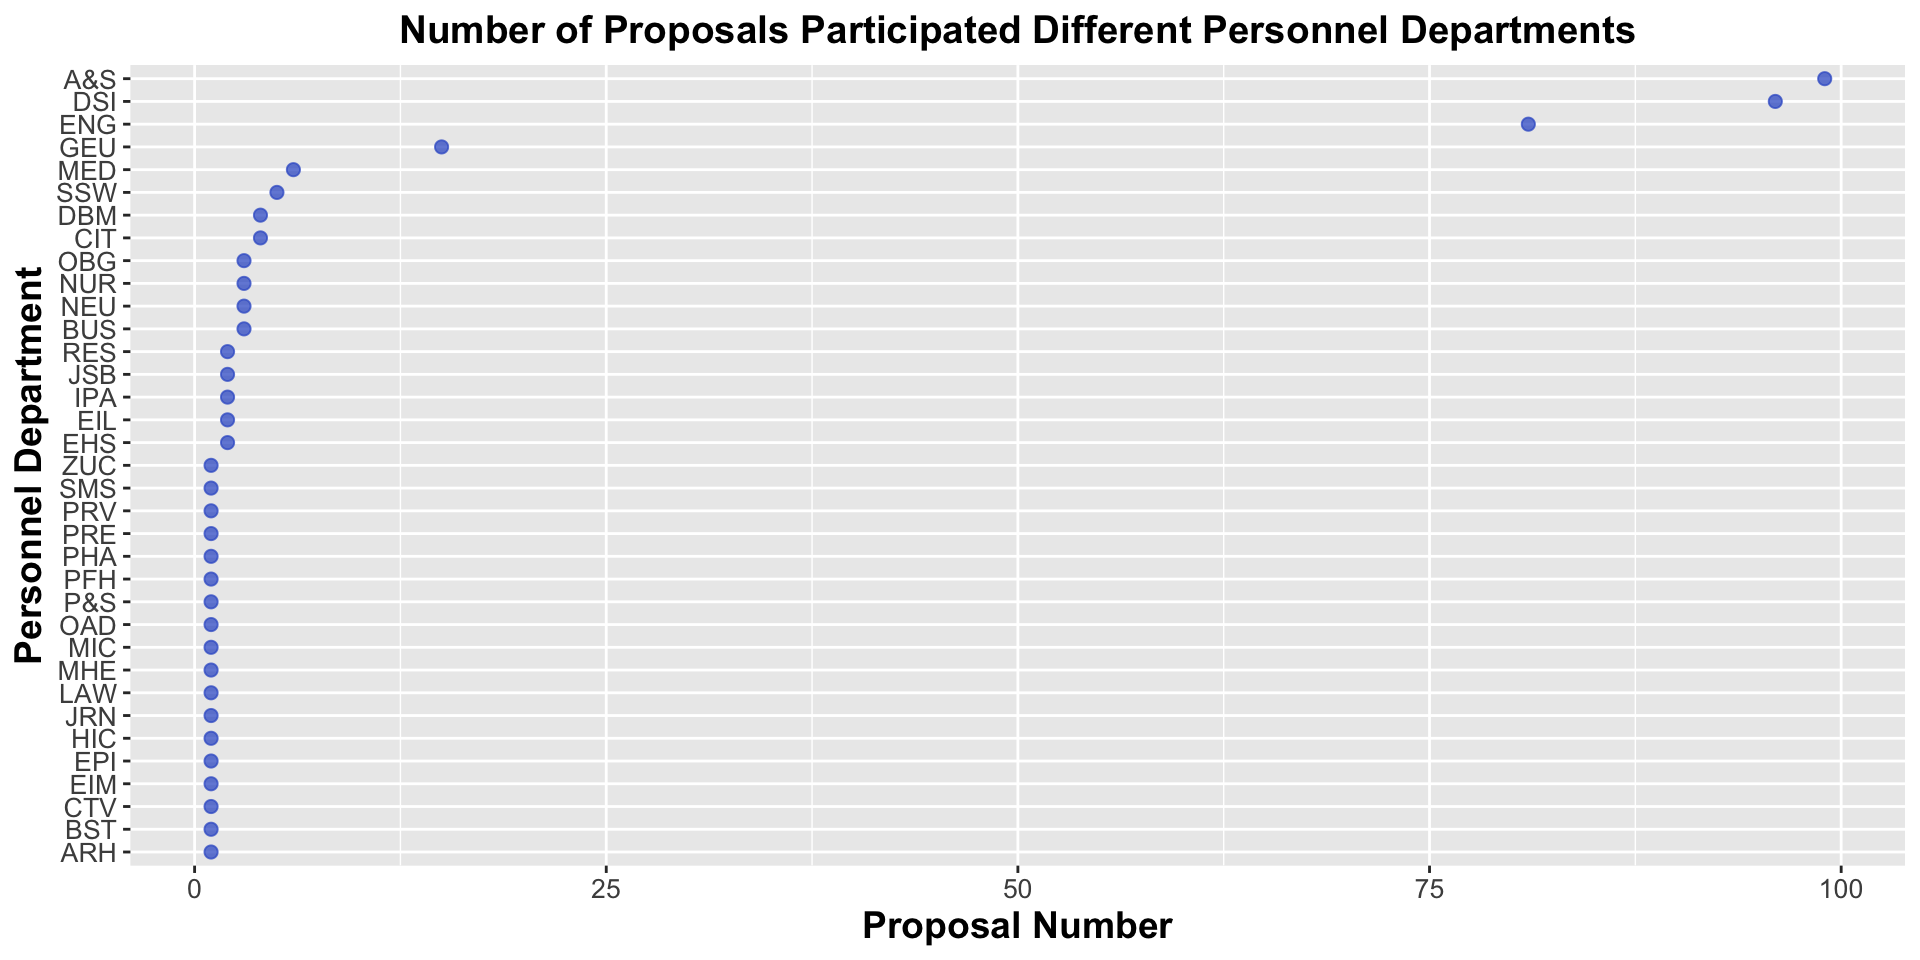 Number of Proposals Participated Different Personnel Departments
Personnel Department
A&S
DSI
ENG
GEU
MED
SSW
DBM
CIT
OBG
NUR
NEU
BUS
RES
JSB
IPA
EIL
EHS
ZUC
SMS
PRV
PRE
PHA
PFH
P&S
OAD
MIC
MHE
LAW
JRN
HIC
EPI
EIM
CTV
BST
ARH
0 25 50 75 100
Proposal Number